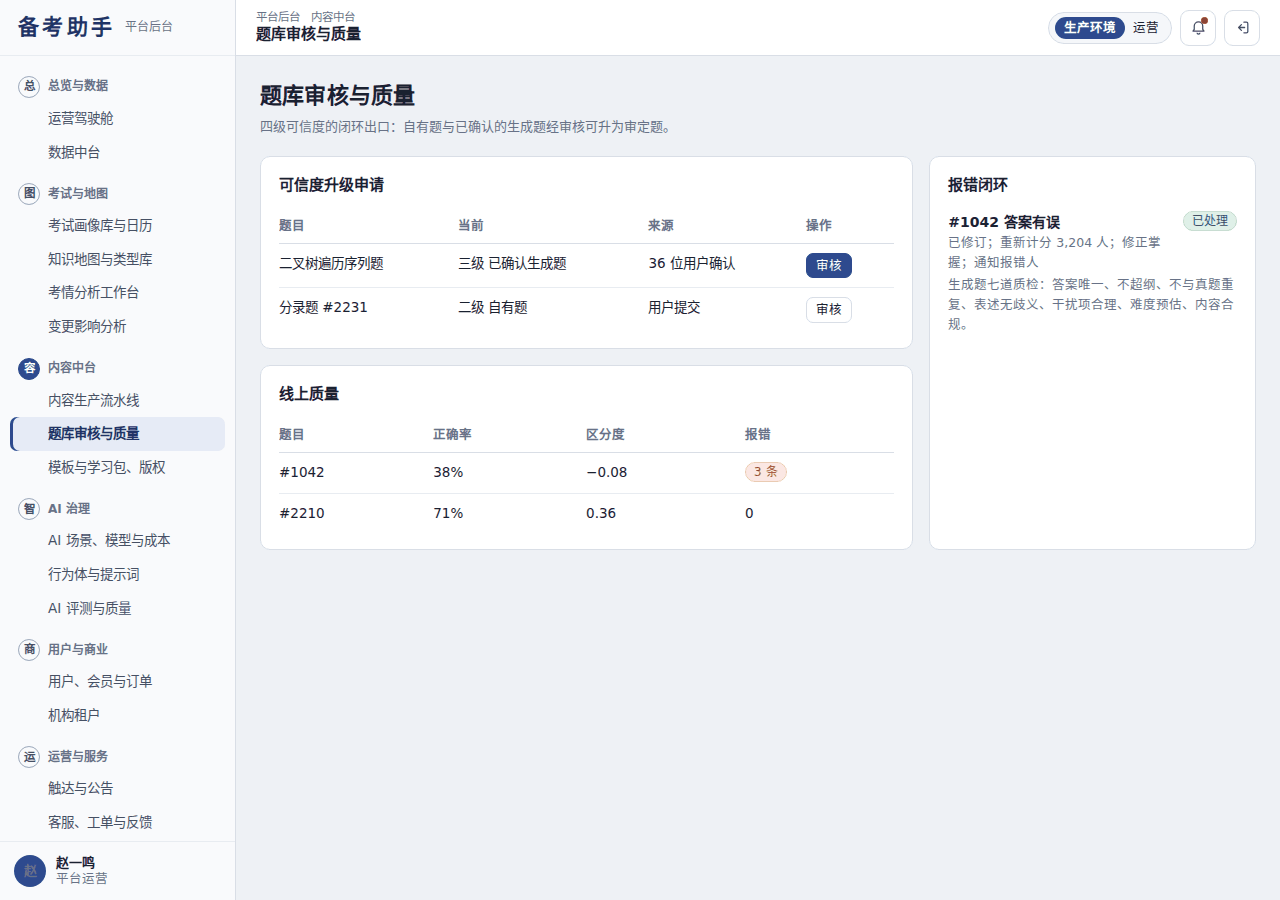 备考助手 平台后台
总 总览与数据
运营驾驶舱
数据中台
图 考试与地图
考试画像库与日历
知识地图与类型库
考情分析工作台
变更影响分析
容 内容中台
内容生产流水线
题库审核与质量
模板与学习包、版权
智 AI 治理
AI 场景、模型与成本
行为体与提示词
AI 评测与质量
商 用户与商业
用户、会员与订单
机构租户
运 运营与服务
触达与公告
客服、工单与反馈
赵 赵一鸣
平台运营
平台后台 内容中台
题库审核与质量
生产环境 运营
题库审核与质量
四级可信度的闭环出口：自有题与已确认的生成题经审核可升为审定题。
可信度升级申请
题目 当前 来源 操作
二叉树遍历序列题 三级 已确认生成题 36 位用户确认 审核
分录题 #2231 二级 自有题 用户提交 审核
线上质量
题目 正确率 区分度 报错
#1042 38% −0.08 3 条
#2210 71% 0.36 0
报错闭环
#1042 答案有误 已处理
已修订；重新计分 3,204 人；修正掌
握；通知报错人
生成题七道质检：答案唯一、不超纲、不与真题重
复、表述无歧义、干扰项合理、难度预估、内容合
规。